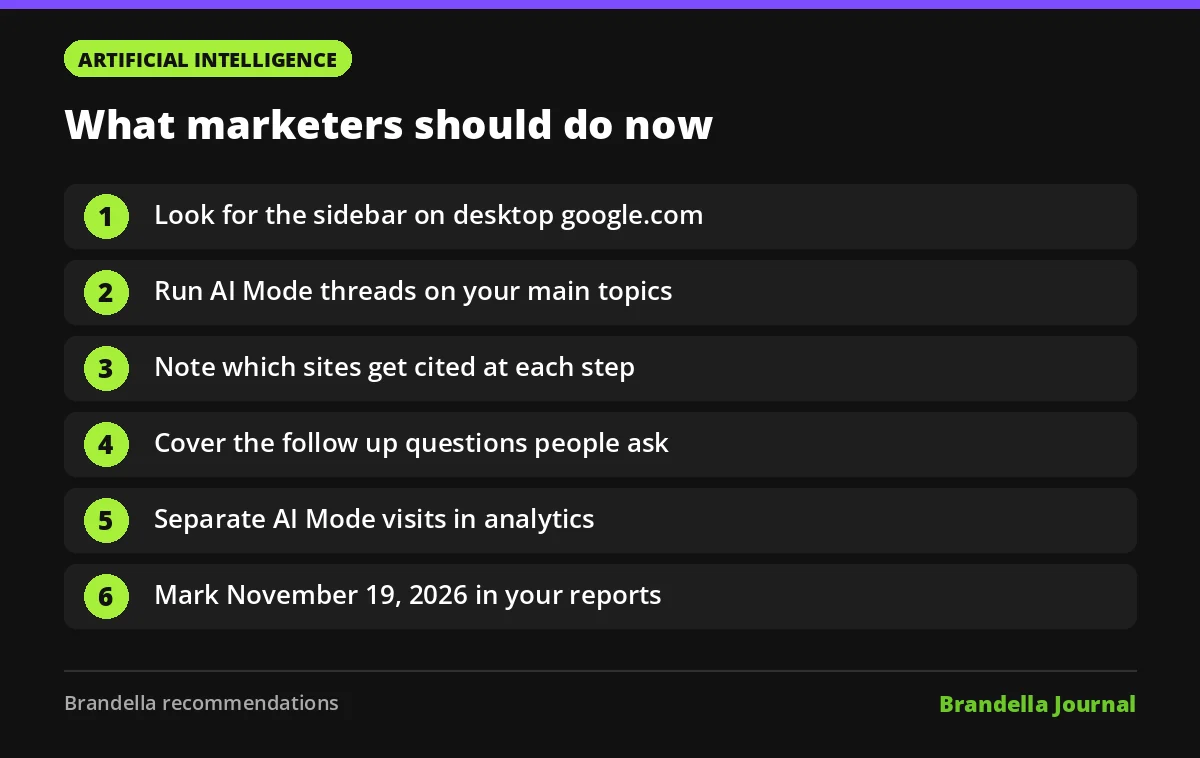 ARTIFICIAL INTELLIGENCE
What marketers should do now
1 Look for the sidebar on desktop google.com
2 Run AI Mode threads on your main topics
3 Note which sites get cited at each step
4 Cover the follow up questions people ask
5 Separate AI Mode visits in analytics
6 Mark November 19, 2026 in your reports
Brandella recommendations
Brandella Journal